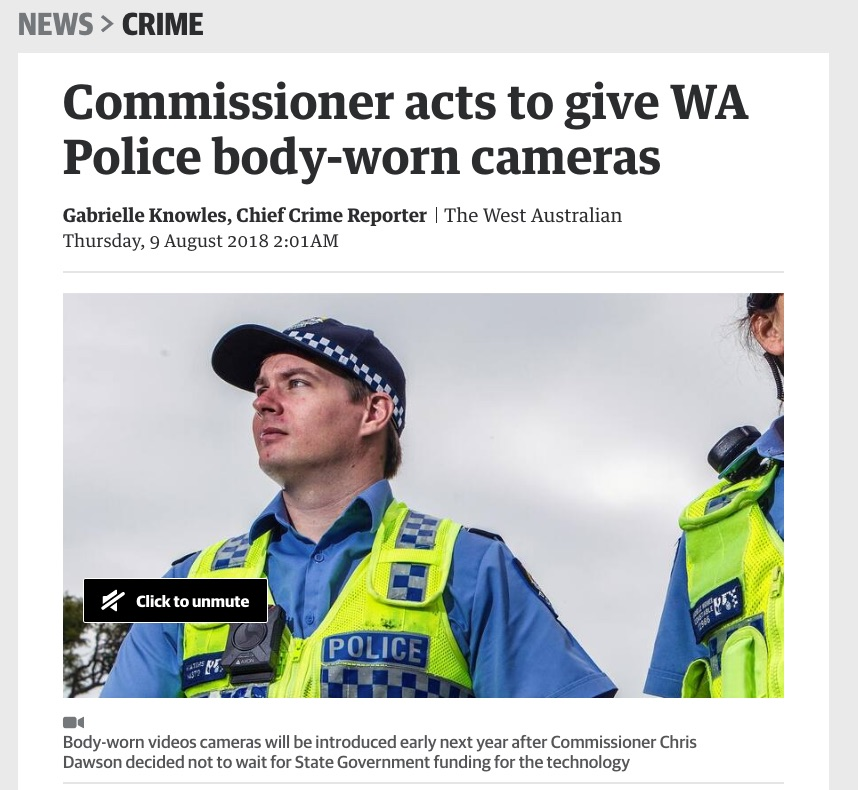 NEWS > CRIME
Commissioner acts to give WA
Police body-worn cameras
Gabrielle Knowles, Chief Crime Reporter | The West Australian
Thursday, 9 August 2018 2:01AM
Click to unmute
POLICE
AXON
Body-worn videos cameras will be introduced early next year after Commissioner Chris
Dawson decided not to wait for State Government funding for the technology